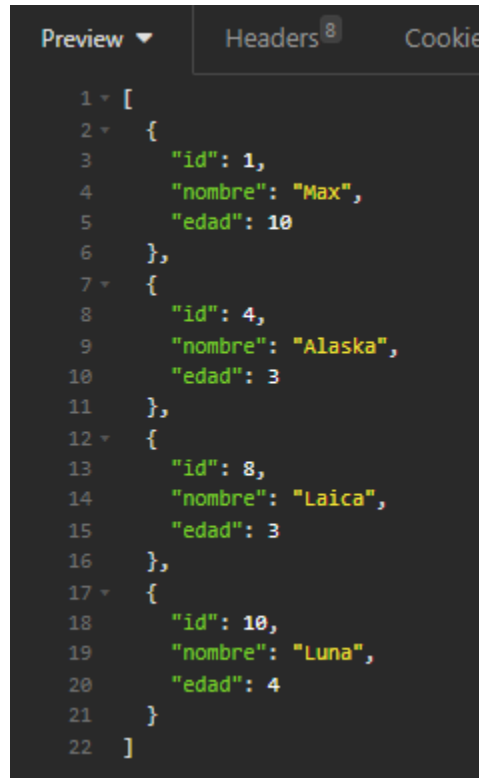 Preview Headers 8 Cookie
1 [
2 {
3 "id": 1,
4 "nombre": "Max",
5 "edad": 10
6 },
7 {
8 "id": 4,
9 "nombre": "Alaska",
10 "edad": 3
11 },
12 {
13 "id": 8,
14 "nombre": "Laica",
15 "edad": 3
16 },
17 {
18 "id": 10,
19 "nombre": "Luna",
20 "edad": 4
21 }
22 ]